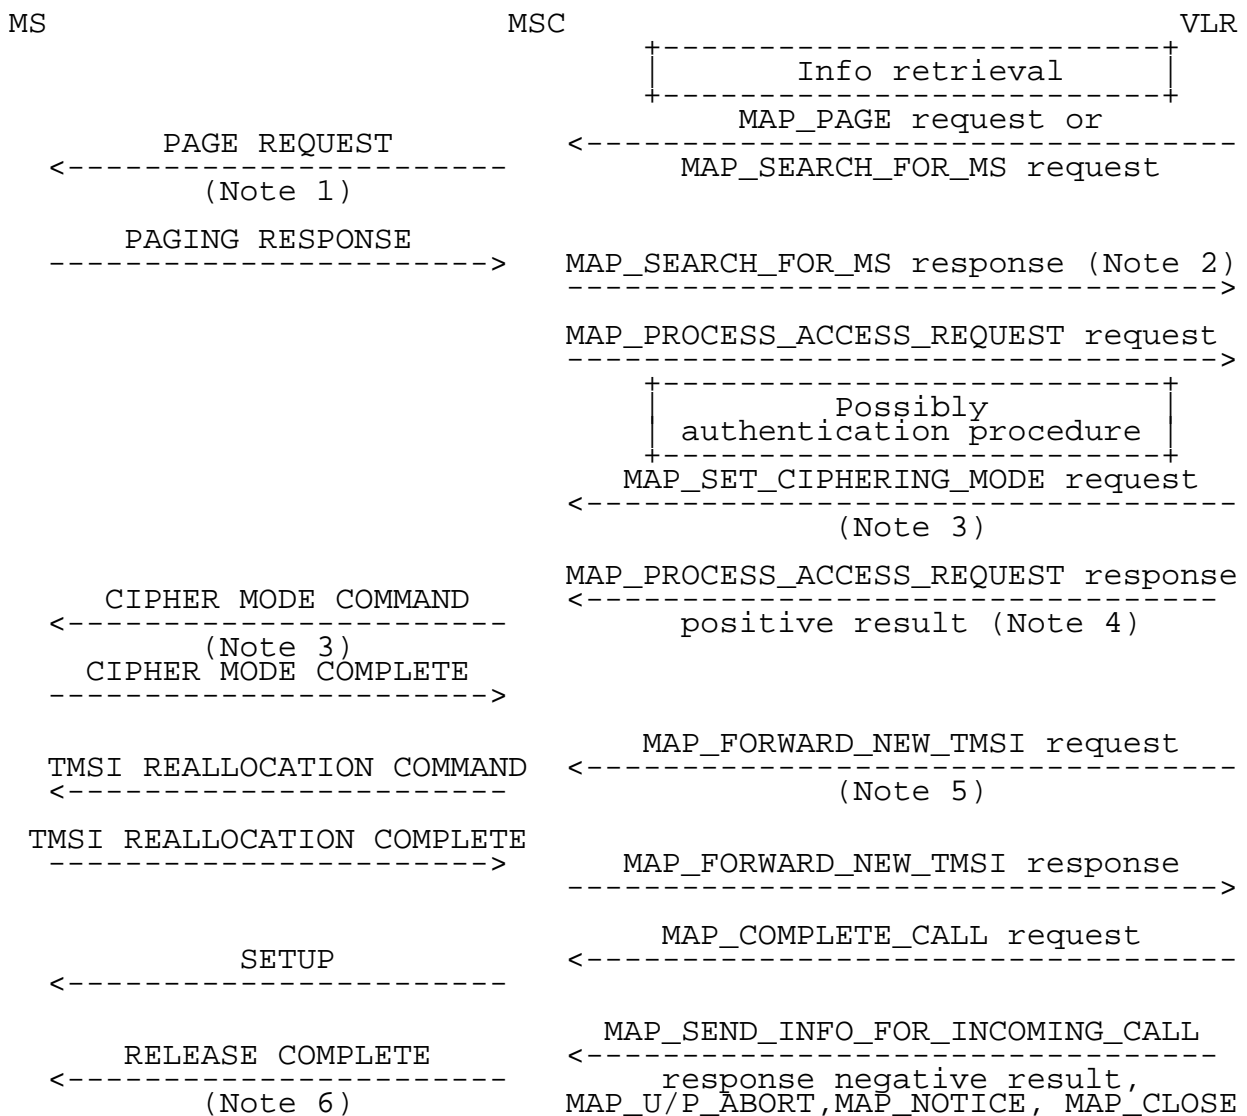 MS MSC VLR
Info retrieval
MAP_PAGE request or
PAGE REQUEST
MAP_SEARCH_FOR_MS request
(Note 1)
PAGING RESPONSE
MAP_SEARCH_FOR_MS response (Note 2)
MAP_PROCESS_ACCESS_REQUEST request
Possibly
authentication procedure
MAP_SET_CIPHERING_MODE request
(Note 3)
MAP_PROCESS_ACCESS_REQUEST response
CIPHER MODE COMMAND
positive result (Note 4)
(Note 3)
CIPHER MODE COMPLETE
MAP_FORWARD_NEW_TMSI request
TMSI REALLOCATION COMMAND
(Note 5)
TMSI REALLOCATION COMPLETE
MAP_FORWARD_NEW_TMSI response
MAP_COMPLETE_CALL request
SETUP
MAP_SEND_INFO_FOR_INCOMING_CALL
RELEASE COMPLETE
response negative result,
(Note 6) MAP_U/P_ABORT,MAP_NOTICE, MAP_CLOSE